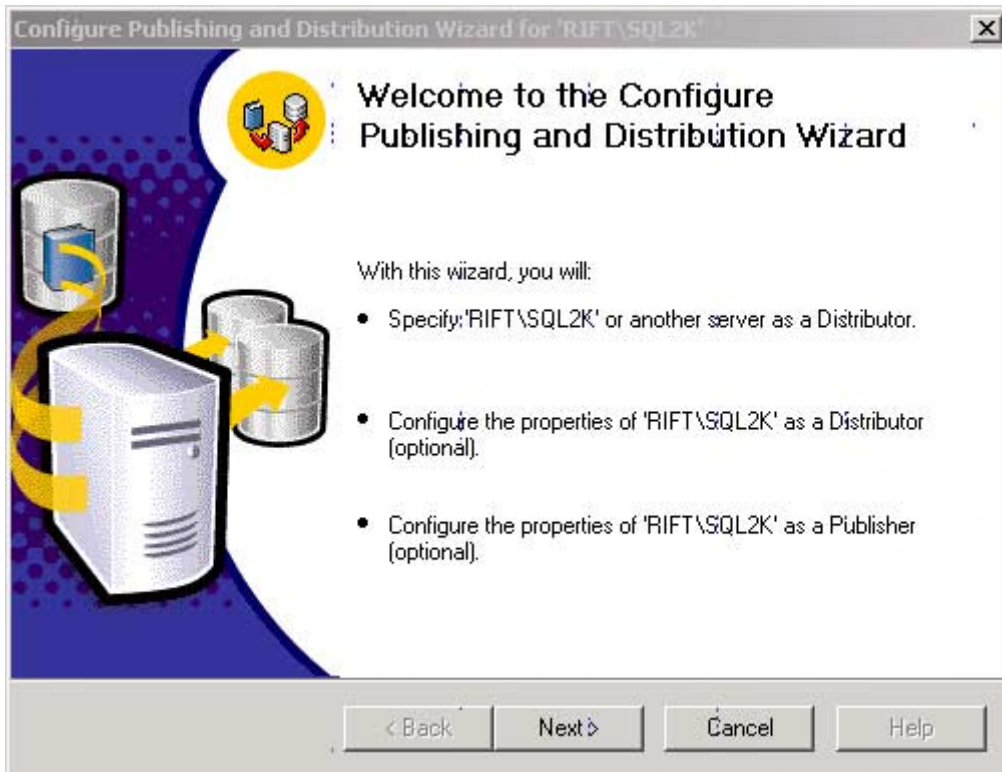 Configure Publishing and Distribution Wizard for 'RIFT\SQL2K'
Welcome to the Configure
Publishing and Distribution Wizard
With this wizard, you will:
• Specify 'RIFT\SQL2K' or another server as a Distributor.
• Configure the properties of 'RIFT\SQL2K' as a Distributor
(optional).
• Configure the properties of 'RIFT\SQL2K' as a Publisher
(optional).
< Back
Next >
Cancel
Help